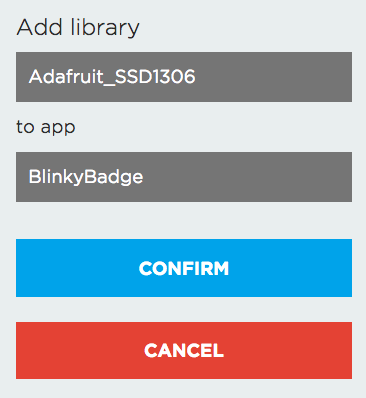 Add library
Adafruit_SSD1306
to app
BlinkyBadge
CONFIRM
CANCEL